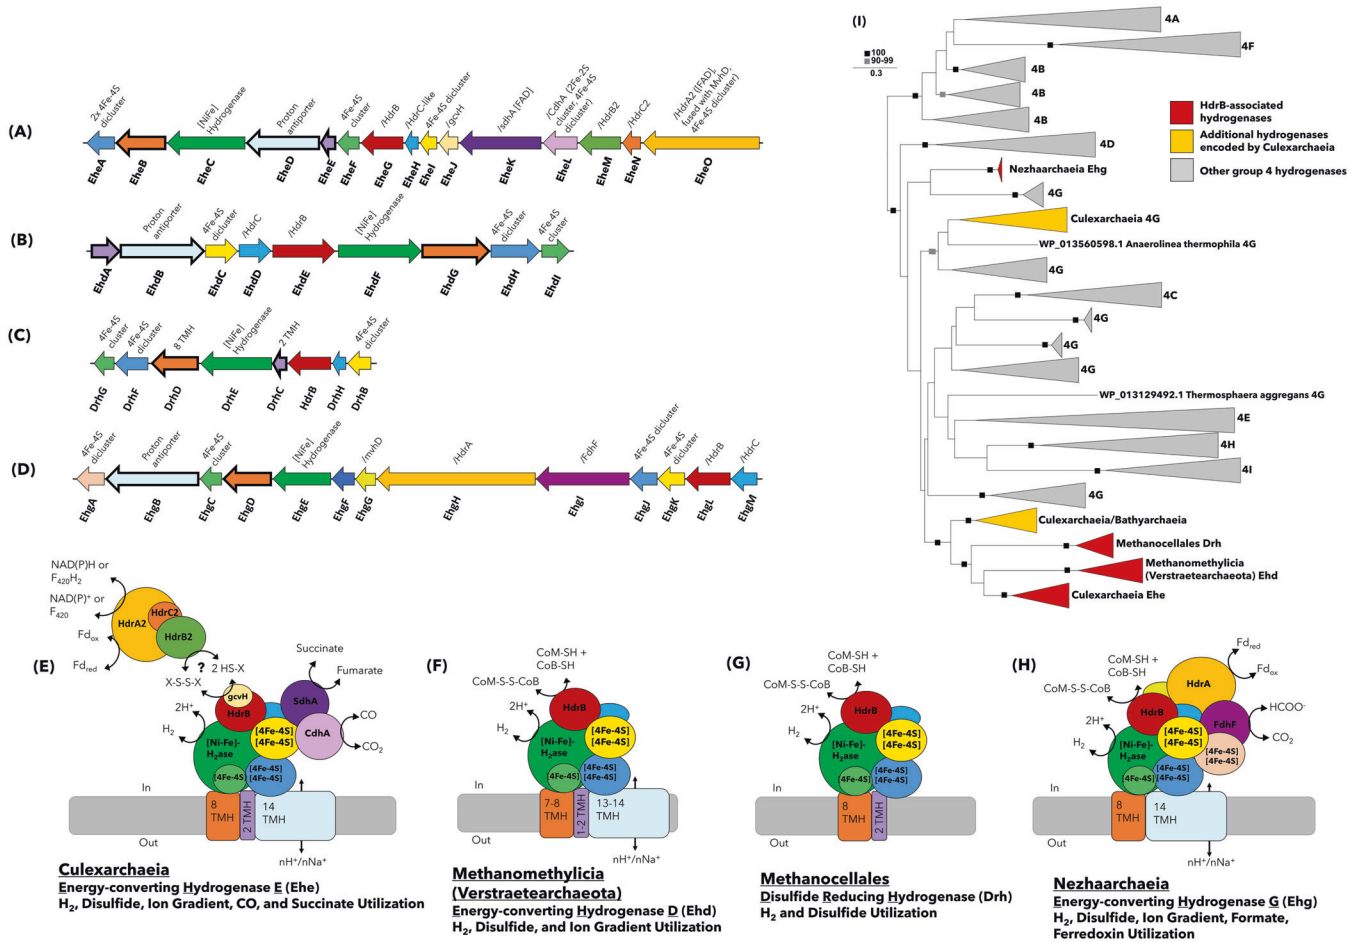 (A)
2x 4Fe-4S
dicluster
[NiFe]
Hydrogenase
Proton
antiporter
4Fe-4S
cluster
/HdrB
/HdrC-like
4Fe-4S dicluster
/gcvH
/sdhA [FAD]
/CdhA (2Fe-2S
cluster, 4Fe-4S
dicluster)
/HdrB2
/HdrC2
/HdrA2 ([FAD],
fused with MvhD,
4Fe-4S dicluster)
EheA
EheB
EheC
EheD
EheE
EheF
EheG
EheH
EheI
EheJ
EheK
EheL
EheM
EheN
EheO
(B)
Proton
antiporter
4Fe-4S
dicluster
/HdrC
/HdrB
[NiFe]
Hydrogenase
4Fe-4S
dicluster
4Fe-4S
cluster
EhdA
EhdB
EhdC
EhdD
EhdE
EhdF
EhdG
EhdH
EhdI
(C)
4Fe-4S
cluster
4Fe-4S
dicluster
8 TMH
[NiFe]
Hydrogenase
2 TMH
4Fe-4S
dicluster
DrhG
DrhF
DrhD
DrhE
DrhC
HdrB
DrhH
DrhB
(D)
4Fe-4S
dicluster
Proton
antiporter
4Fe-4S
cluster
[NiFe]
Hydrogenase
/mvhD
/HdrA
/FdhF
4Fe-4S dicluster
4Fe-4S
dicluster
/HdrB
/HdrC
EhgA
EhgB
EhgC
EhgD
EhgE
EhgF
EhgG
EhgH
EhgI
EhgJ
EhgK
EhgL
EhgM
(I)
100
90-99
0.3
4A
4F
4B
4B
4B
4D
Nezhaarchaeia Ehg
4G
Culexarchaeia 4G
WP_013560598.1 Anaerolinea thermophila 4G
4G
4C
4G
4G
4G
WP_013129492.1 Thermosphaera aggregans 4G
4E
4H
4I
4G
Culexarchaeia/Bathyarchaeia
Methanocellales Drh
Methanomethylicia
(Verstraetearchaeota) Ehd
Culexarchaeia Ehe
HdrB-associated
hydrogenases
Additional hydrogenases
encoded by Culexarchaeia
Other group 4 hydrogenases
(E)
NAD(P)H or
F420H2
NAD(P)+ or
F420
Fdox
Fdred
HdrA2
HdrC2
HdrB2
?
2 HS-X
X-S-S-X
gcvH
HdrB
2H+
H2
[Ni-Fe]-
H2ase
[4Fe-4S]
[4Fe-4S]
[4Fe-4S]
[4Fe-4S]
[4Fe-4S]
SdhA
CdhA
Succinate
Fumarate
CO
CO2
In
Out
8
TMH
2 TMH
14
TMH
nH+/nNa+
Culexarchaeia
Energy-converting Hydrogenase E (Ehe)
H2, Disulfide, Ion Gradient, CO, and Succinate Utilization
(F)
CoM-SH +
CoB-SH
CoM-S-S-CoB
HdrB
2H+
H2
[Ni-Fe]-
H2ase
[4Fe-4S]
[4Fe-4S]
[4Fe-4S]
[4Fe-4S]
[4Fe-4S]
In
Out
7-8
TMH
1-2 TMH
13-14
TMH
nH+/nNa+
Methanomethylicia
(Verstraetearchaeota)
Energy-converting Hydrogenase D (Ehd)
H2, Disulfide, and Ion Gradient Utilization
(G)
CoM-SH +
CoB-SH
CoM-S-S-CoB
HdrB
2H+
H2
[Ni-Fe]-
H2ase
[4Fe-4S]
[4Fe-4S]
[4Fe-4S]
[4Fe-4S]
[4Fe-4S]
In
Out
8
TMH
2 TMH
Methanocellales
Disulfide Reducing Hydrogenase (Drh)
H2 and Disulfide Utilization
(H)
CoM-SH +
CoB-SH
CoM-S-S-CoB
HdrA
HdrB
Fdred
Fdox
FdhF
HCOO-
CO2
2H+
H2
[Ni-Fe]-
H2ase
[4Fe-4S]
[4Fe-4S]
[4Fe-4S]
[4Fe-4S]
[4Fe-4S]
[4Fe-4S]
[4Fe-4S]
In
Out
8
TMH
14
TMH
nH+/nNa+
Nezhaarchaeia
Energy-converting Hydrogenase G (Ehg)
H2, Disulfide, Ion Gradient, Formate,
Ferredoxin Utilization